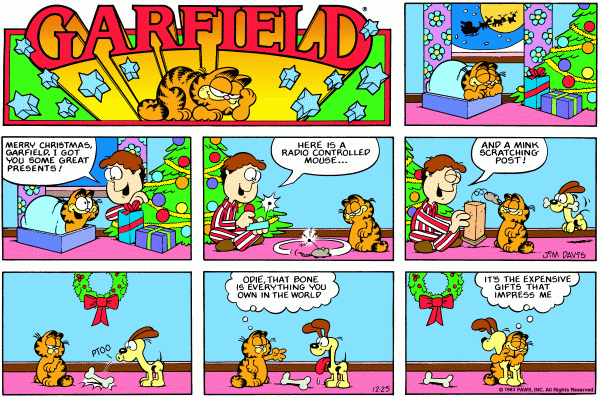 GARFIELD
®
MERRY CHRISTMAS,
GARFIELD. I GOT
YOU SOME GREAT
PRESENTS!
HERE IS A
RADIO CONTROLLED
MOUSE...
AND A MINK
SCRATCHING
POST!
JIM DAVIS
PTOO
ODIE, THAT BONE
IS EVERYTHING YOU
OWN IN THE WORLD
12-25
IT'S THE EXPENSIVE
GIFTS THAT
IMPRESS ME
© 1983 PAWS, INC. All Rights Reserved.